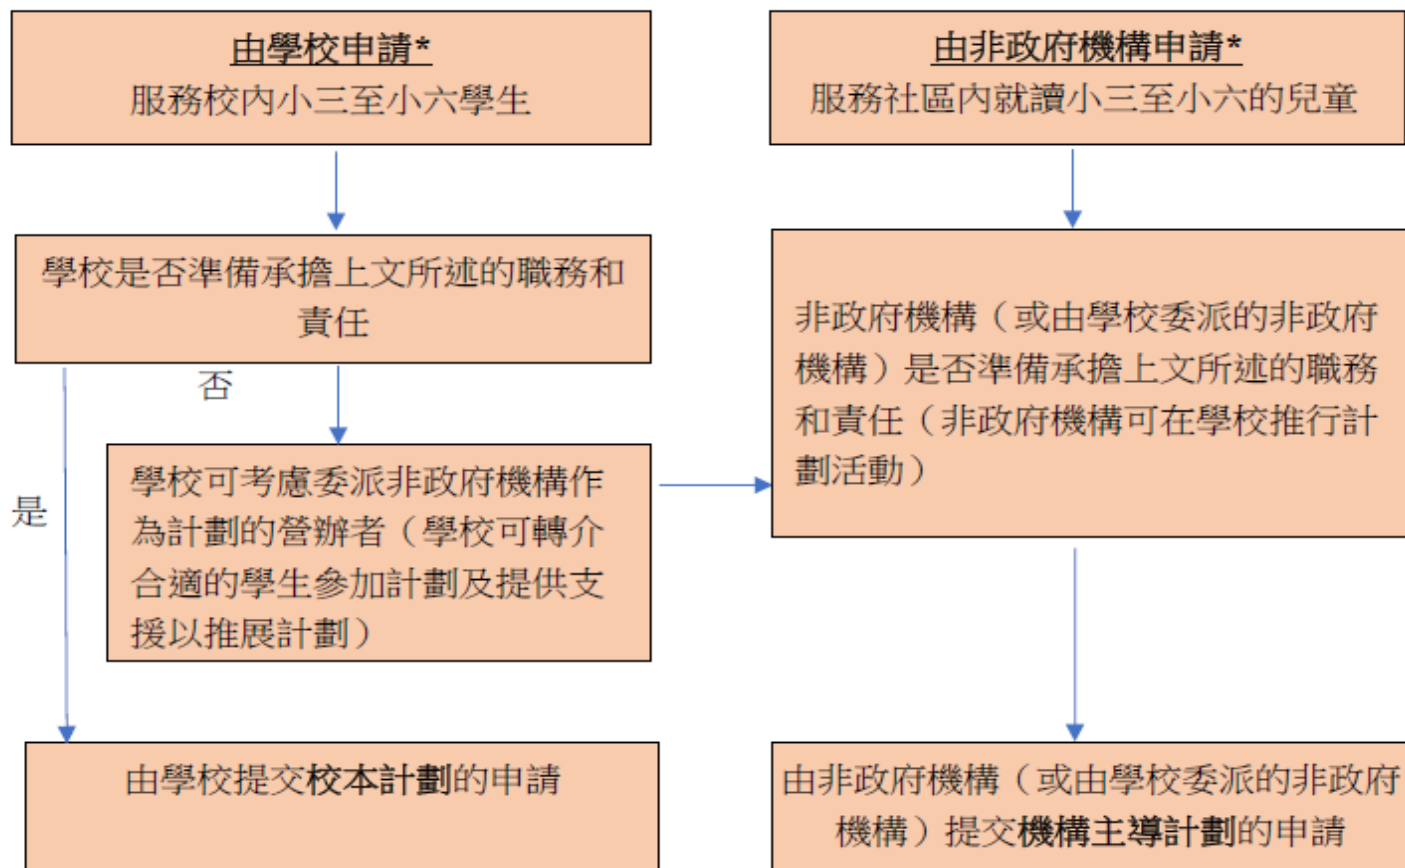 由學校申請*
服務校內小三至小六學生
由非政府機構申請*
服務社區內就讀小三至小六的兒童
學校是否準備承擔上文所述的職務和
責任
否
是
學校可考慮委派非政府機構作
為計劃的營辦者（學校可轉介
合適的學生參加計劃及提供支
援以推展計劃）
非政府機構（或由學校委派的非政府
機構）是否準備承擔上文所述的職務
和責任（非政府機構可在學校推行計
劃活動）
由學校提交校本計劃的申請
由非政府機構（或由學校委派的非政府
機構）提交機構主導計劃的申請